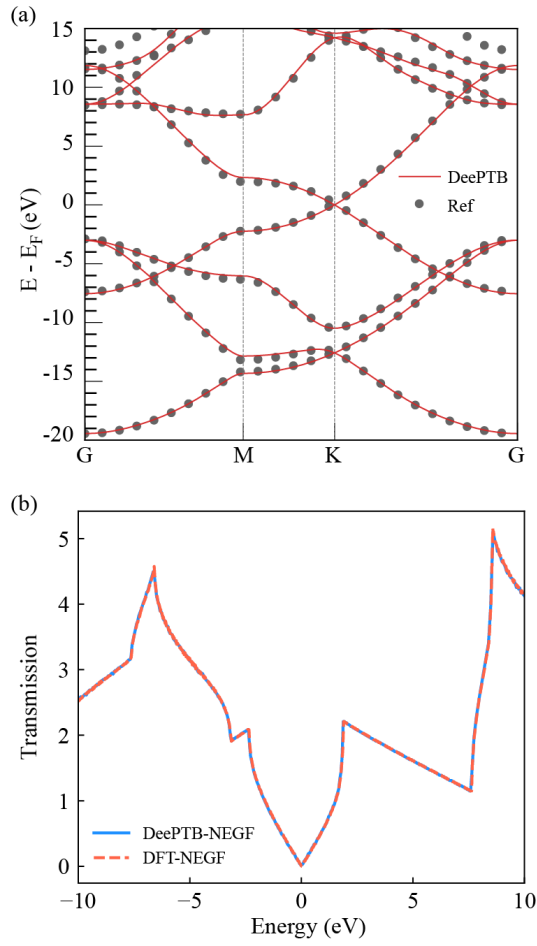 (a)
15
10
5
0
-5
-10
-15
-20
E - E_F (eV)
DeePTB
Ref
G M K G
(b)
5
4
3
2
1
0
Transmission
DeePTB-NEGF
DFT-NEGF
−10 −5 0 5 10
Energy (eV)